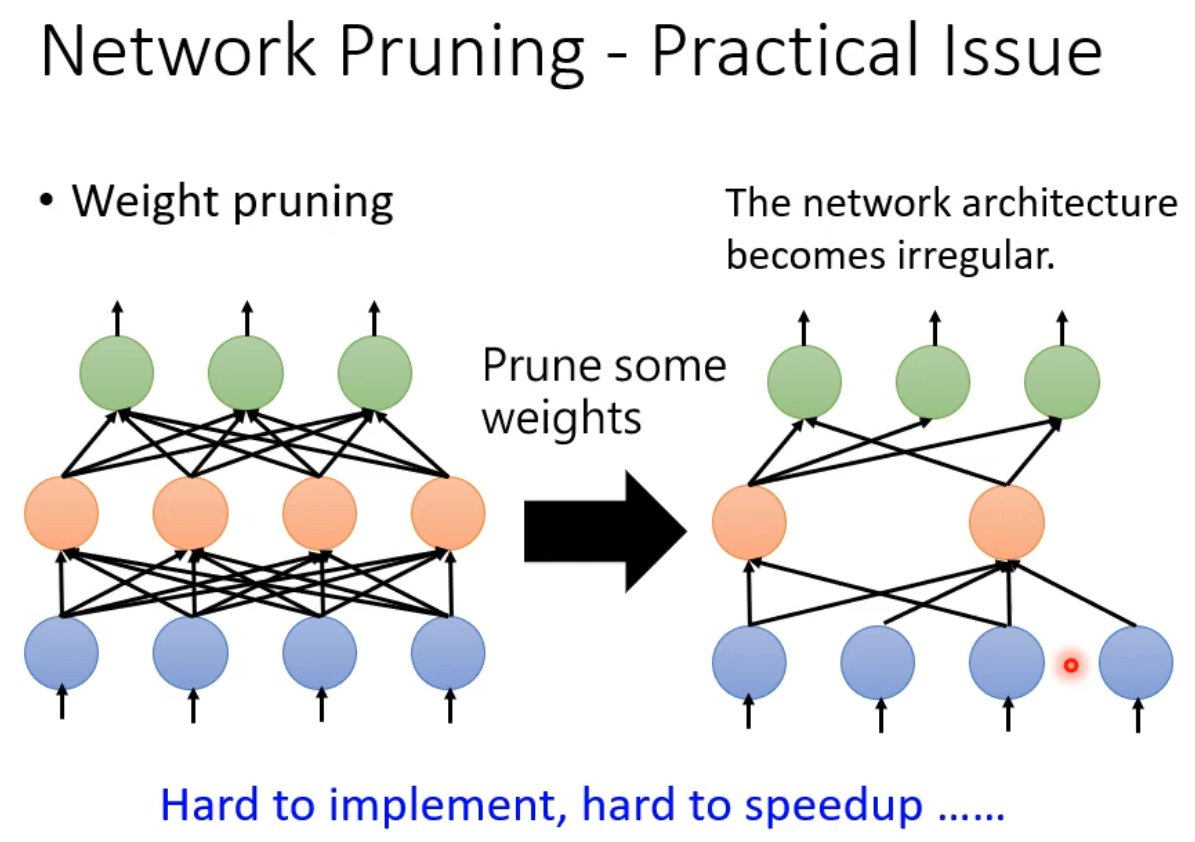 Network Pruning - Practical Issue
• Weight pruning
The network architecture
becomes irregular.
Prune some
weights
Hard to implement, hard to speedup ......